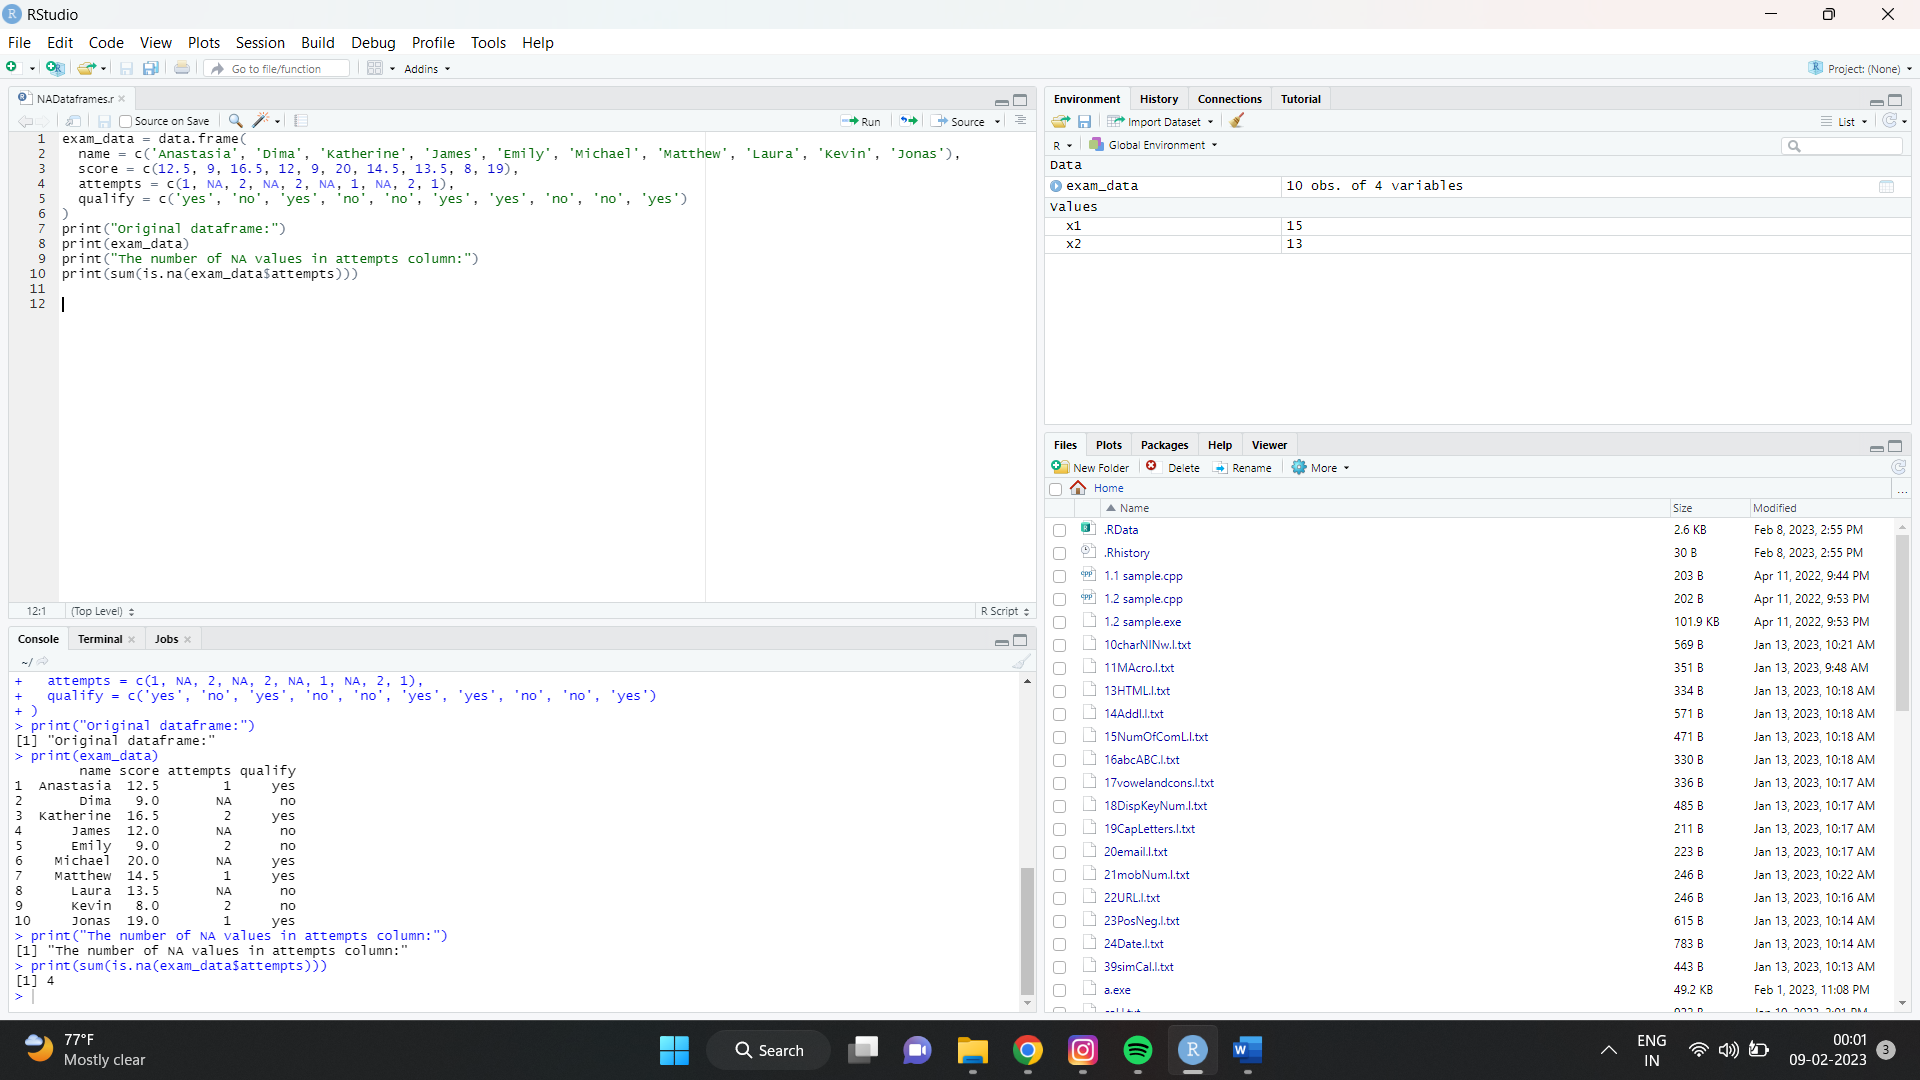 RStudio
File Edit Code View Plots Session Build Debug Profile Tools Help
Go to file/function Addins Project: (None)
NADataframes.r
Source on Save Run Source
1 exam_data = data.frame(
2 name = c('Anastasia', 'Dima', 'Katherine', 'James', 'Emily', 'Michael', 'Matthew', 'Laura', 'Kevin', 'Jonas'),
3 score = c(12.5, 9, 16.5, 12, 9, 20, 14.5, 13.5, 8, 19),
4 attempts = c(1, NA, 2, NA, 2, NA, 1, NA, 2, 1),
5 qualify = c('yes', 'no', 'yes', 'no', 'no', 'yes', 'yes', 'no', 'no', 'yes')
6 )
7 print("Original dataframe:")
8 print(exam_data)
9 print("The number of NA values in attempts column:")
10 print(sum(is.na(exam_data$attempts)))
11
12
12:1 (Top Level) R Script
Console Terminal Jobs
~/
+ attempts = c(1, NA, 2, NA, 2, NA, 1, NA, 2, 1),
+ qualify = c('yes', 'no', 'yes', 'no', 'no', 'yes', 'yes', 'no', 'no', 'yes')
+ )
> print("Original dataframe:")
[1] "Original dataframe:"
> print(exam_data)
name score attempts qualify
1 Anastasia 12.5 1 yes
2 Dima 9.0 NA no
3 Katherine 16.5 2 yes
4 James 12.0 NA no
5 Emily 9.0 2 no
6 Michael 20.0 NA yes
7 Matthew 14.5 1 yes
8 Laura 13.5 NA no
9 Kevin 8.0 2 no
10 Jonas 19.0 1 yes
> print("The number of NA values in attempts column:")
[1] "The number of NA values in attempts column:"
> print(sum(is.na(exam_data$attempts)))
[1] 4
>
Environment History Connections Tutorial
Import Dataset List
R Global Environment
Data
exam_data 10 obs. of 4 variables
Values
x1 15
x2 13
Files Plots Packages Help Viewer
New Folder Delete Rename More
Home ...
Name Size Modified
.RData 2.6 KB Feb 8, 2023, 2:55 PM
.Rhistory 30 B Feb 8, 2023, 2:55 PM
1.1 sample.cpp 203 B Apr 11, 2022, 9:44 PM
1.2 sample.cpp 202 B Apr 11, 2022, 9:53 PM
1.2 sample.exe 101.9 KB Apr 11, 2022, 9:53 PM
10charNlNw.l.txt 569 B Jan 13, 2023, 10:21 AM
11MAcro.l.txt 351 B Jan 13, 2023, 9:48 AM
13HTML.l.txt 334 B Jan 13, 2023, 10:18 AM
14Addl.l.txt 571 B Jan 13, 2023, 10:18 AM
15NumOfComL.l.txt 471 B Jan 13, 2023, 10:18 AM
16abcABC.l.txt 330 B Jan 13, 2023, 10:18 AM
17vowelandcons.l.txt 336 B Jan 13, 2023, 10:17 AM
18DispKeyNum.l.txt 485 B Jan 13, 2023, 10:17 AM
19CapLetters.l.txt 211 B Jan 13, 2023, 10:17 AM
20email.l.txt 223 B Jan 13, 2023, 10:17 AM
21mobNum.l.txt 246 B Jan 13, 2023, 10:22 AM
22URL.l.txt 246 B Jan 13, 2023, 10:16 AM
23PosNeg.l.txt 615 B Jan 13, 2023, 10:14 AM
24Date.l.txt 783 B Jan 13, 2023, 10:14 AM
39simCal.l.txt 443 B Jan 13, 2023, 10:13 AM
a.exe 49.2 KB Feb 1, 2023, 11:08 PM
77°F
Mostly clear
Search
ENG
IN
00:01
09-02-2023
3